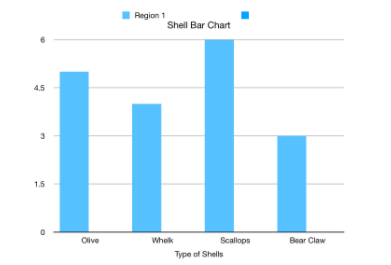 Region 1
Shell Bar Chart
6
4.5
3
1.5
0
Olive Whelk Scallops Bear Claw
Type of Shells